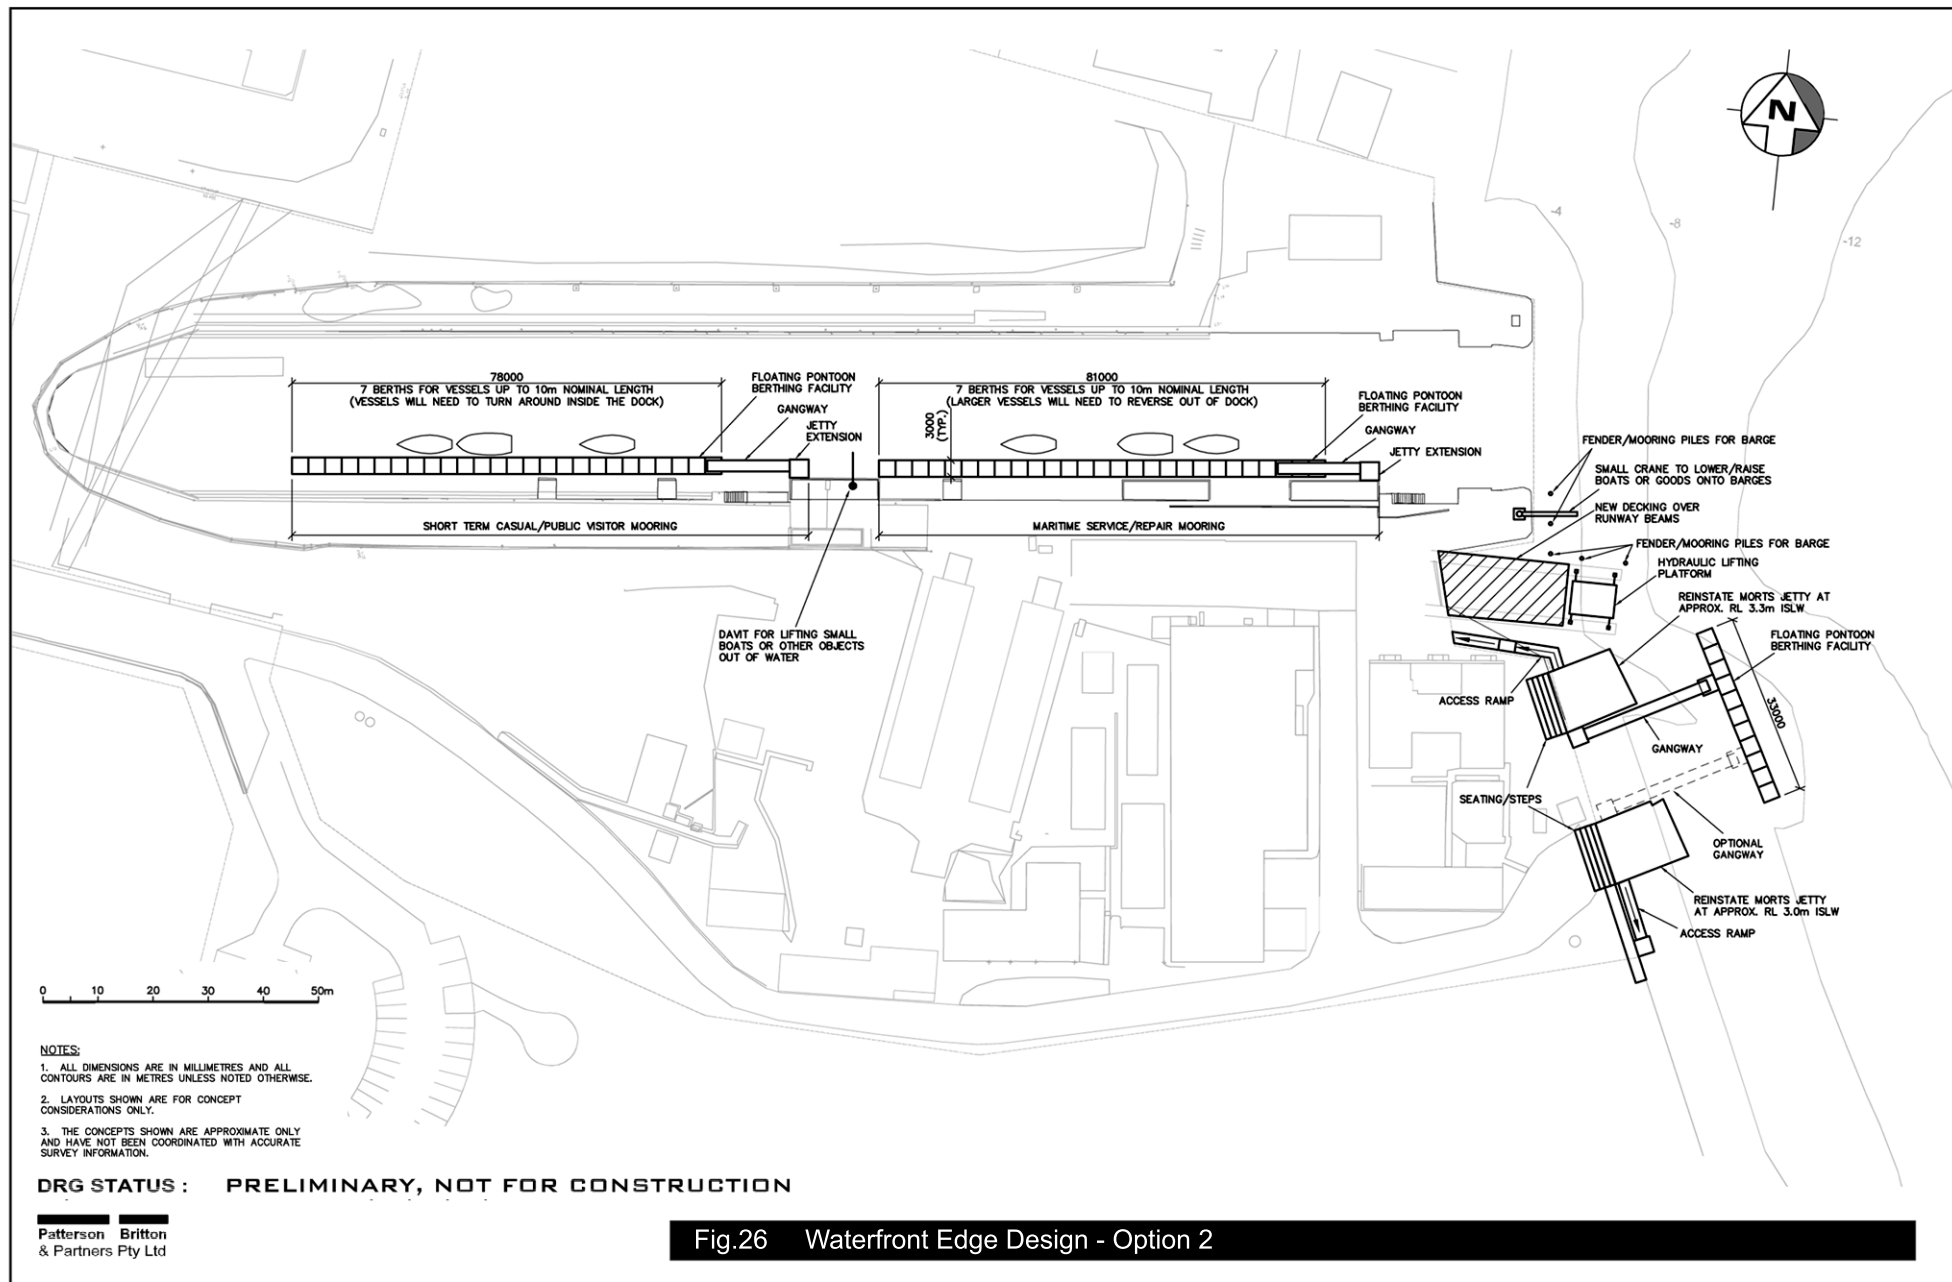 N
-4
-8
-12
78000
7 BERTHS FOR VESSELS UP TO 10m NOMINAL LENGTH
(VESSELS WILL NEED TO TURN AROUND INSIDE THE DOCK)
FLOATING PONTOON
BERTHING FACILITY
GANGWAY
JETTY
EXTENSION
81000
7 BERTHS FOR VESSELS UP TO 10m NOMINAL LENGTH
(LARGER VESSELS WILL NEED TO REVERSE OUT OF DOCK)
3000
(TYP.)
FLOATING PONTOON
BERTHING FACILITY
GANGWAY
JETTY EXTENSION
FENDER/MOORING PILES FOR BARGE
SMALL CRANE TO LOWER/RAISE
BOATS OR GOODS ONTO BARGES
NEW DECKING OVER
RUNWAY BEAMS
FENDER/MOORING PILES FOR BARGE
HYDRAULIC LIFTING
PLATFORM
REINSTATE MORTS JETTY AT
APPROX. RL 3.3m ISLW
FLOATING PONTOON
BERTHING FACILITY
SHORT TERM CASUAL/PUBLIC VISITOR MOORING
MARITIME SERVICE/REPAIR MOORING
DAVIT FOR LIFTING SMALL
BOATS OR OTHER OBJECTS
OUT OF WATER
ACCESS RAMP
33000
GANGWAY
SEATING/STEPS
OPTIONAL
GANGWAY
REINSTATE MORTS JETTY
AT APPROX. RL 3.0m ISLW
ACCESS RAMP
0 10 20 30 40 50m
NOTES:
1. ALL DIMENSIONS ARE IN MILLIMETRES AND ALL
CONTOURS ARE IN METRES UNLESS NOTED OTHERWISE.
2. LAYOUTS SHOWN ARE FOR CONCEPT
CONSIDERATIONS ONLY.
3. THE CONCEPTS SHOWN ARE APPROXIMATE ONLY
AND HAVE NOT BEEN COORDINATED WITH ACCURATE
SURVEY INFORMATION.
DRG STATUS : PRELIMINARY, NOT FOR CONSTRUCTION
Patterson Britton
& Partners Pty Ltd
Fig.26 Waterfront Edge Design - Option 2